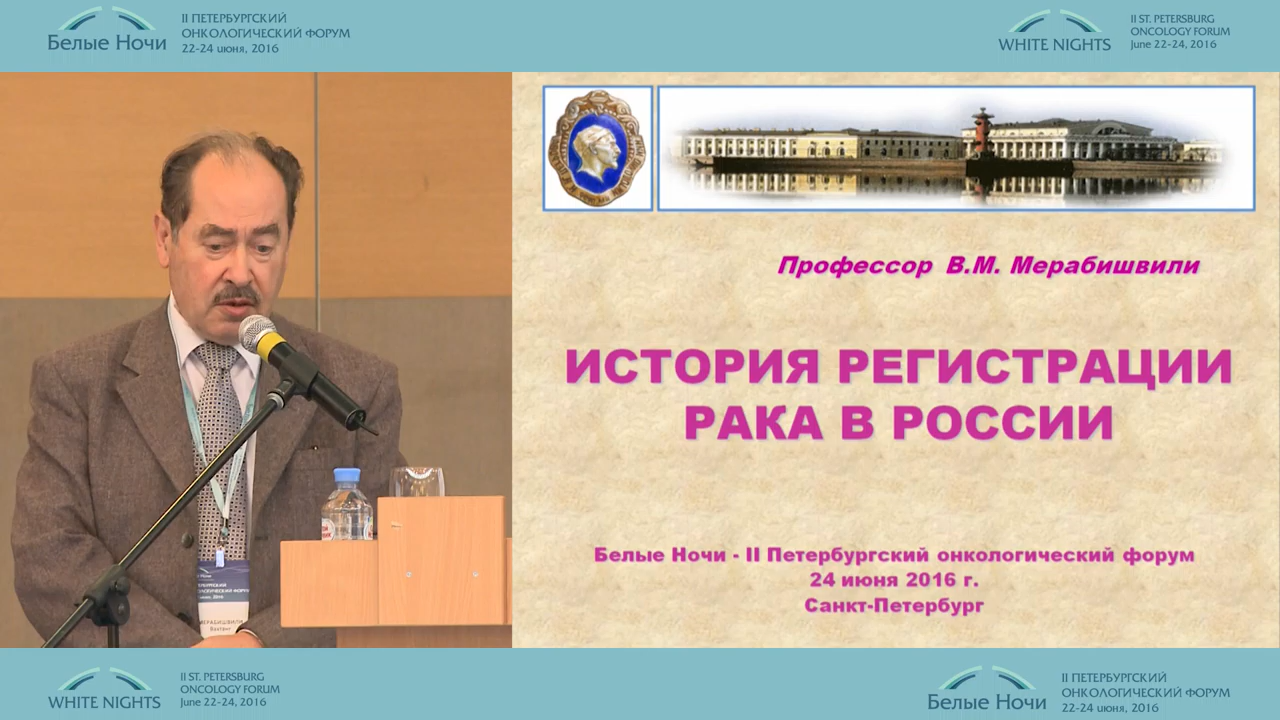 Белые Ночи
II ПЕТЕРБУРГСКИЙ
ОНКОЛОГИЧЕСКИЙ ФОРУМ
22-24 июня, 2016
WHITE NIGHTS
II ST. PETERSBURG
ONCOLOGY FORUM
June 22-24, 2016
Профессор В.М. Мерабишвили
ИСТОРИЯ РЕГИСТРАЦИИ
РАКА В РОССИИ
Белые Ночи - II Петербургский онкологический форум
24 июня 2016 г.
Санкт-Петербург
МЕРАБИШВИЛИ
WHITE NIGHTS
II ST. PETERSBURG
ONCOLOGY FORUM
June 22-24, 2016
Белые Ночи
II ПЕТЕРБУРГСКИЙ
ОНКОЛОГИЧЕСКИЙ ФОРУМ
22-24 июня, 2016